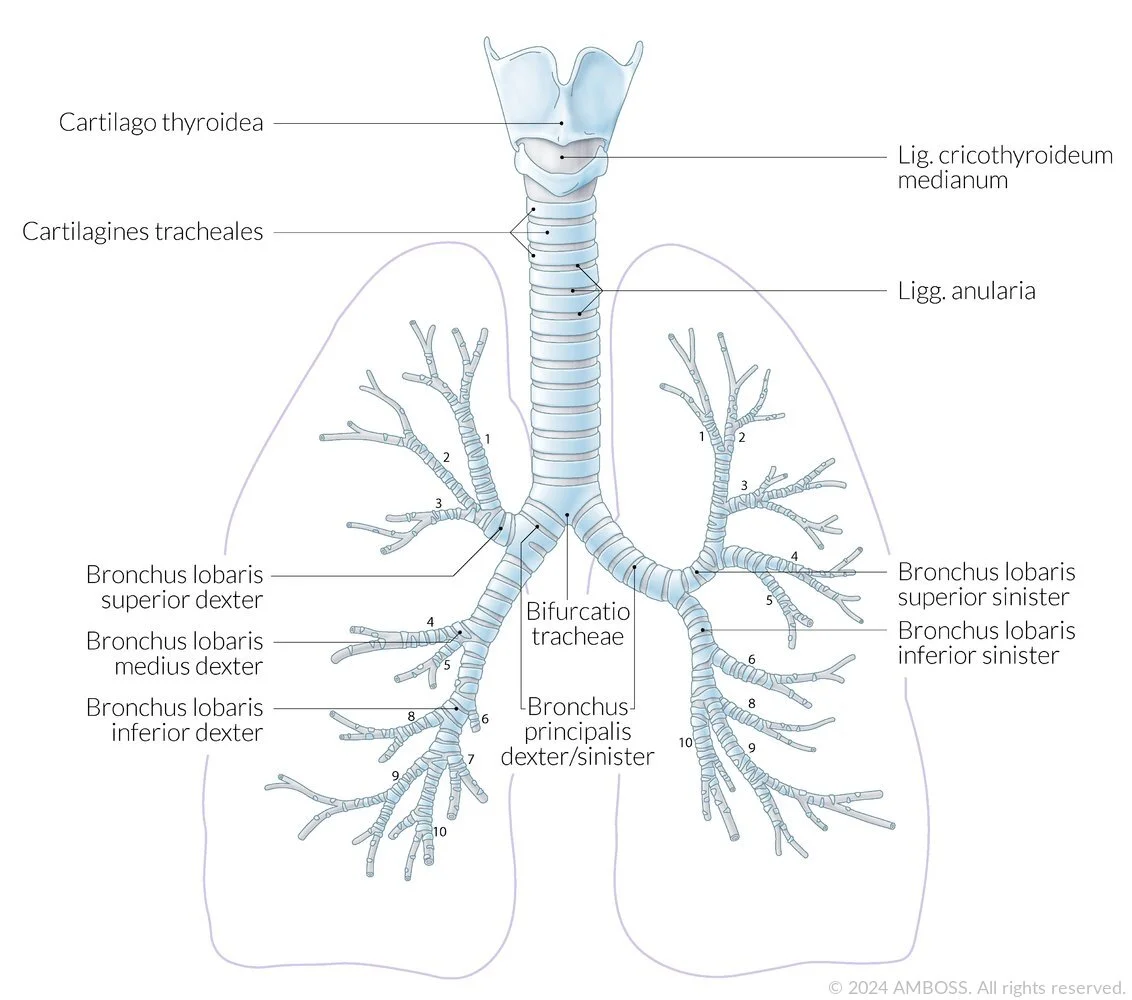 Cartilago thyroidea
Lig. cricothyroideum
medianum
Cartilagines tracheales
Ligg. anularia
1
2
3
1
2
3
4
5
Bronchus lobaris
superior dexter
Bifurcatio
tracheae
Bronchus lobaris
superior sinister
4
5
Bronchus lobaris
medius dexter
Bronchus lobaris
inferior sinister
6
Bronchus lobaris
inferior dexter
Bronchus
principalis
dexter/sinister
8
6
7
9
10
8
9
10
© 2024 AMBOSS. All rights reserved.